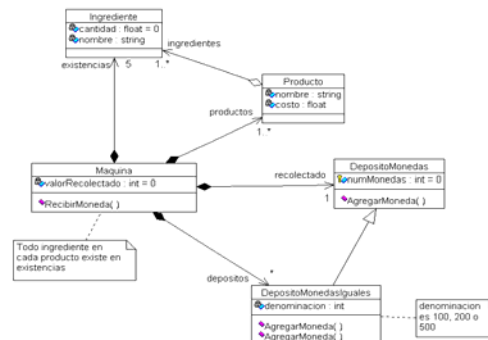 Ingrediente
cantidad : float = 0
nombre : string
ingredientes
existencias
5
1..*
Producto
nombre : string
costo : float
productos
1..*
Maquina
valorRecolectado : int = 0
RecibirMoneda( )
recolectado
1
DepositoMonedas
numMonedas : int = 0
AgregarMoneda( )
Todo ingrediente en
cada producto existe en
existencias
depositos
*
DepositoMonedasIguales
denominacion : int
AgregarMoneda( )
AgregarMoneda( )
denominacion
es 100, 200 o
500